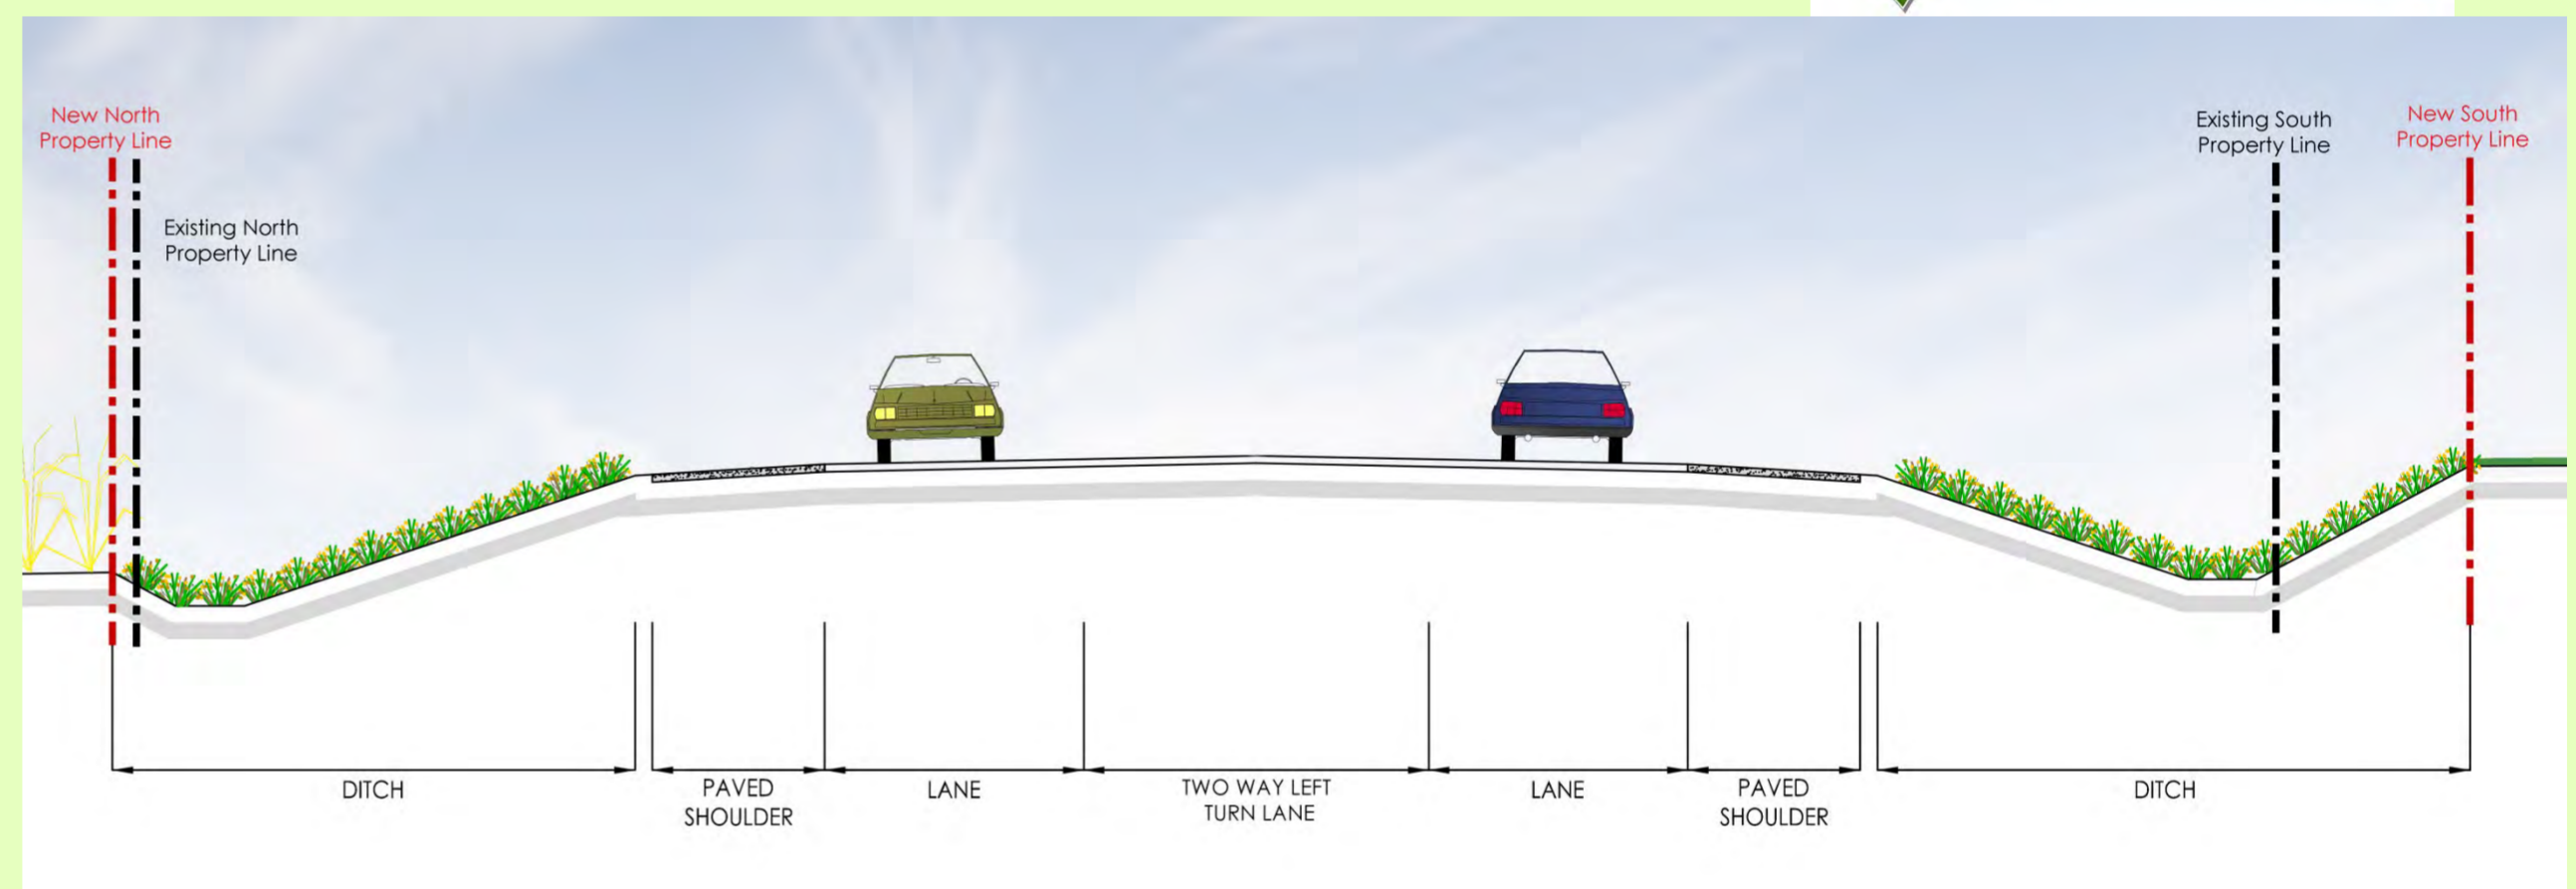 New North
Property Line
Existing North
Property Line
Existing South
Property Line
New South
Property Line
DITCH
PAVED
SHOULDER
LANE
TWO WAY LEFT
TURN LANE
LANE
PAVED
SHOULDER
DITCH